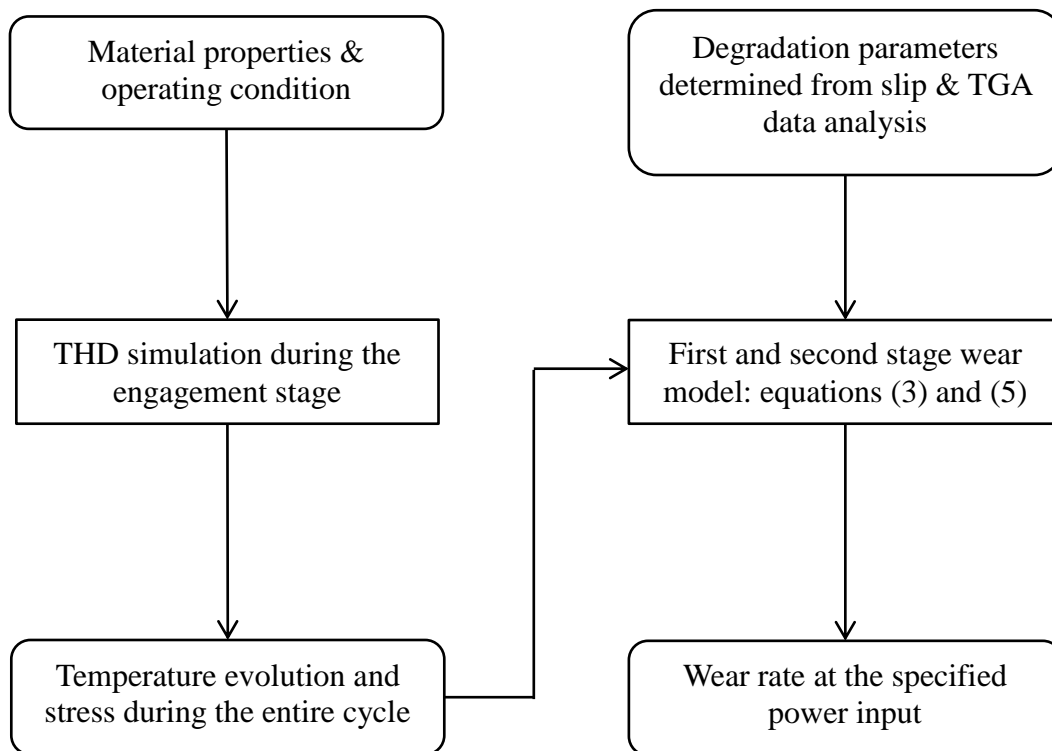 Material properties &
operating condition
THD simulation during the
engagement stage
Temperature evolution and
stress during the entire cycle
Degradation parameters
determined from slip & TGA
data analysis
First and second stage wear
model: equations (3) and (5)
Wear rate at the specified
power input